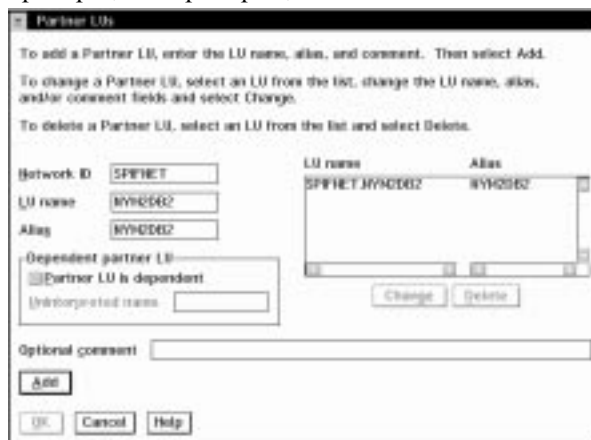 Partner LUs
To add a Partner LU, enter the LU name, alias, and comment. Then select Add.
To change a Partner LU, select an LU from the list, change the LU name, alias,
and/or comment fields and select Change.
To delete a Partner LU, select an LU from the list and select Delete.
Network ID SPIFNET
LU name NYM2DB2
Alias NYM2DB2
LU name Alias
SPIFNET.NYM2DB2 NYM2DB2
Dependent partner LU
Partner LU is dependent
Uninterpreted name
Change Delete
Optional comment
Add
OK Cancel Help